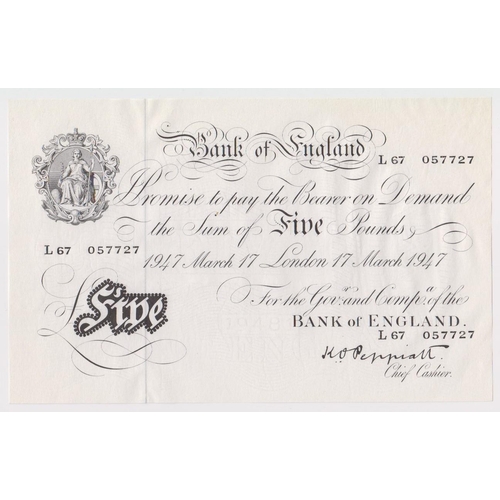 Bank of England
L 67 057727
Promise to pay the Bearer on Demand
the Sum of Five Pounds
L 67 057727
1947 March 17 London 17 March 1947
For the Govr. and Compa. of the
£Five
BANK of ENGLAND.
L 67 057727
K O Peppiatt.
Chief Cashier.